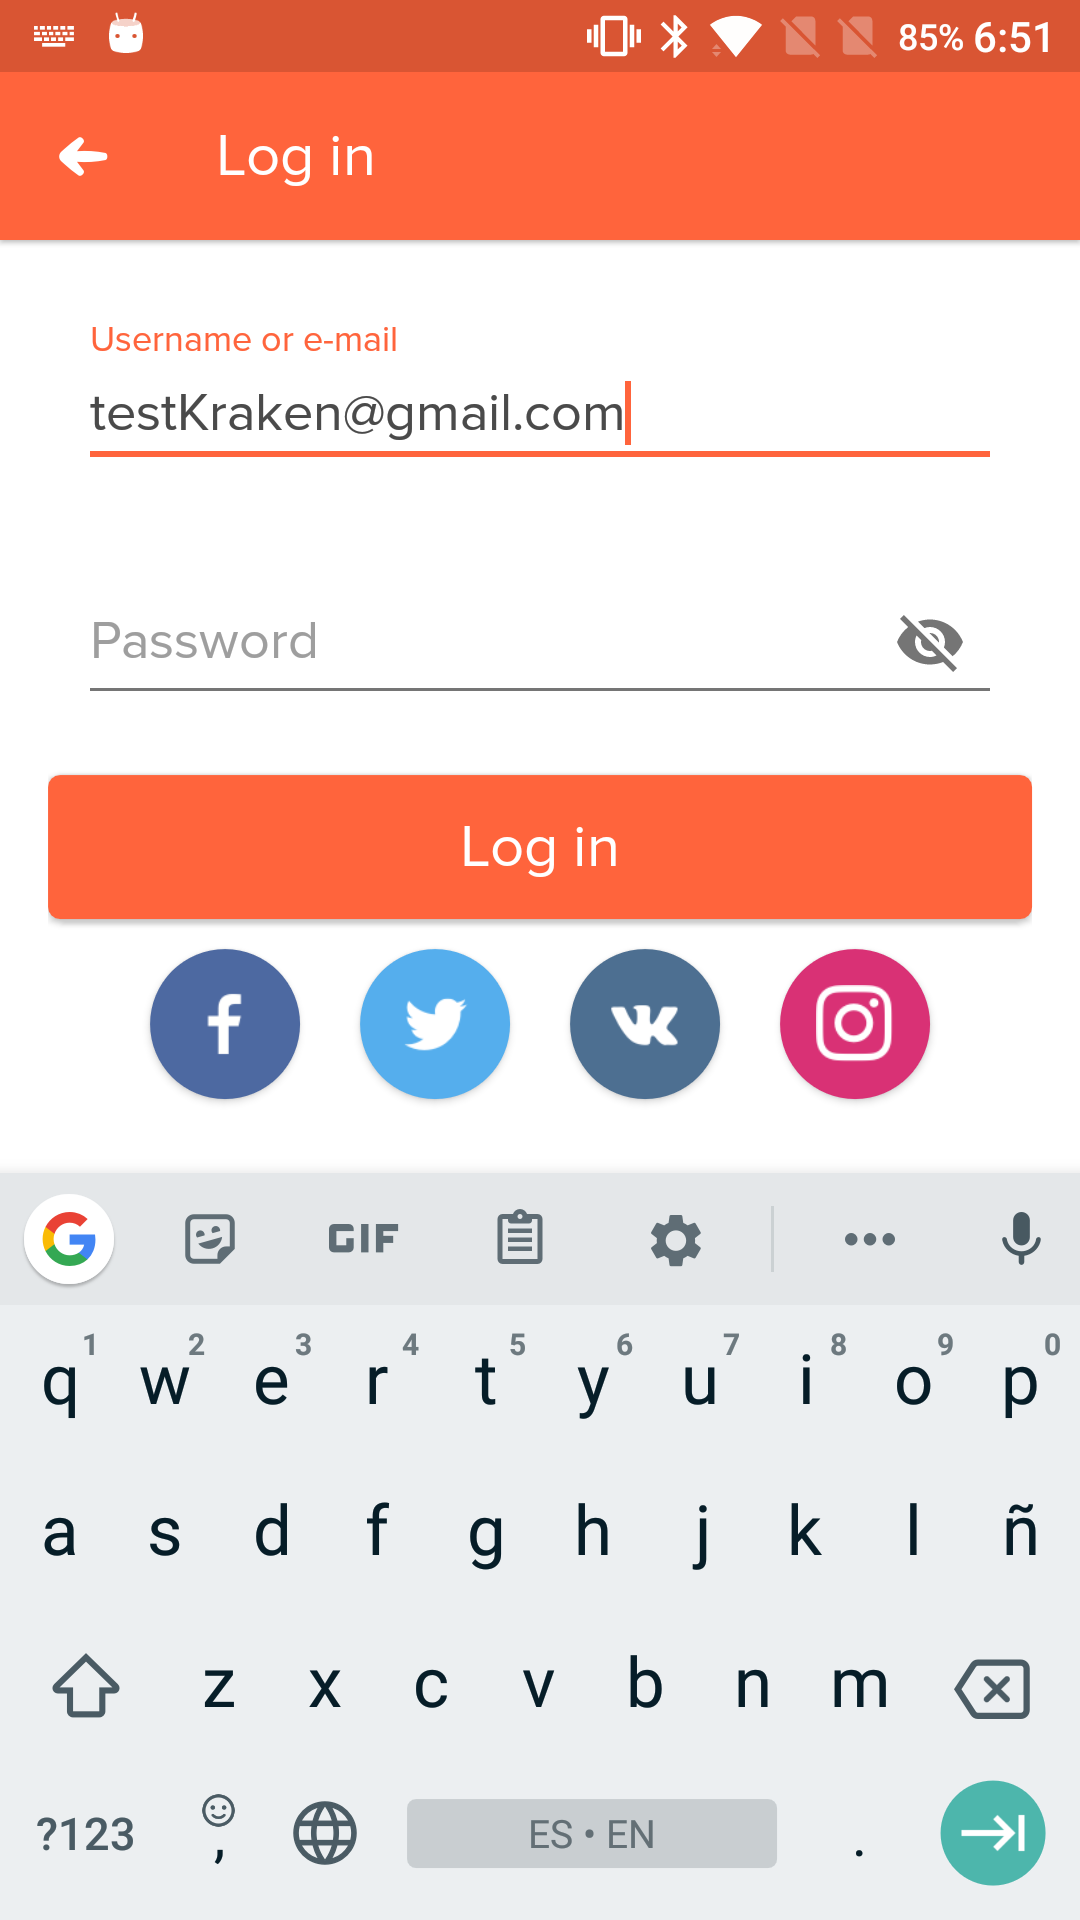 85% 6:51
Log in
Username or e-mail
testKraken@gmail.com
Password
Log in
GIF
1 2 3 4 5 6 7 8 9 0
q w e r t y u i o p
a s d f g h j k l ñ
z x c v b n m
?123 , ES • EN .